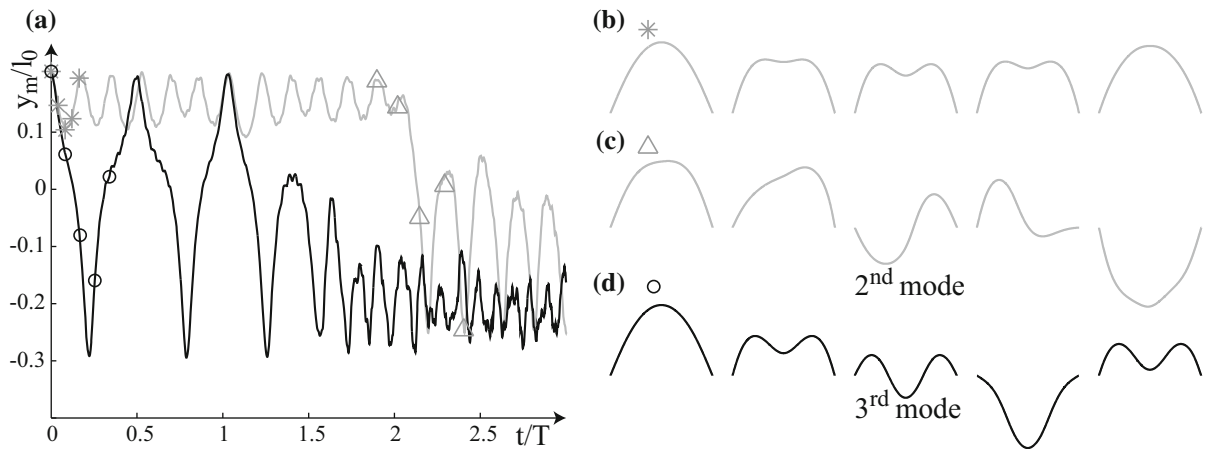 (a)
y_m/l_0
0.1
0
-0.1
-0.2
-0.3
0 0.5 1 1.5 2 2.5 t/T
(b)
(c)
2nd mode
(d)
3rd mode